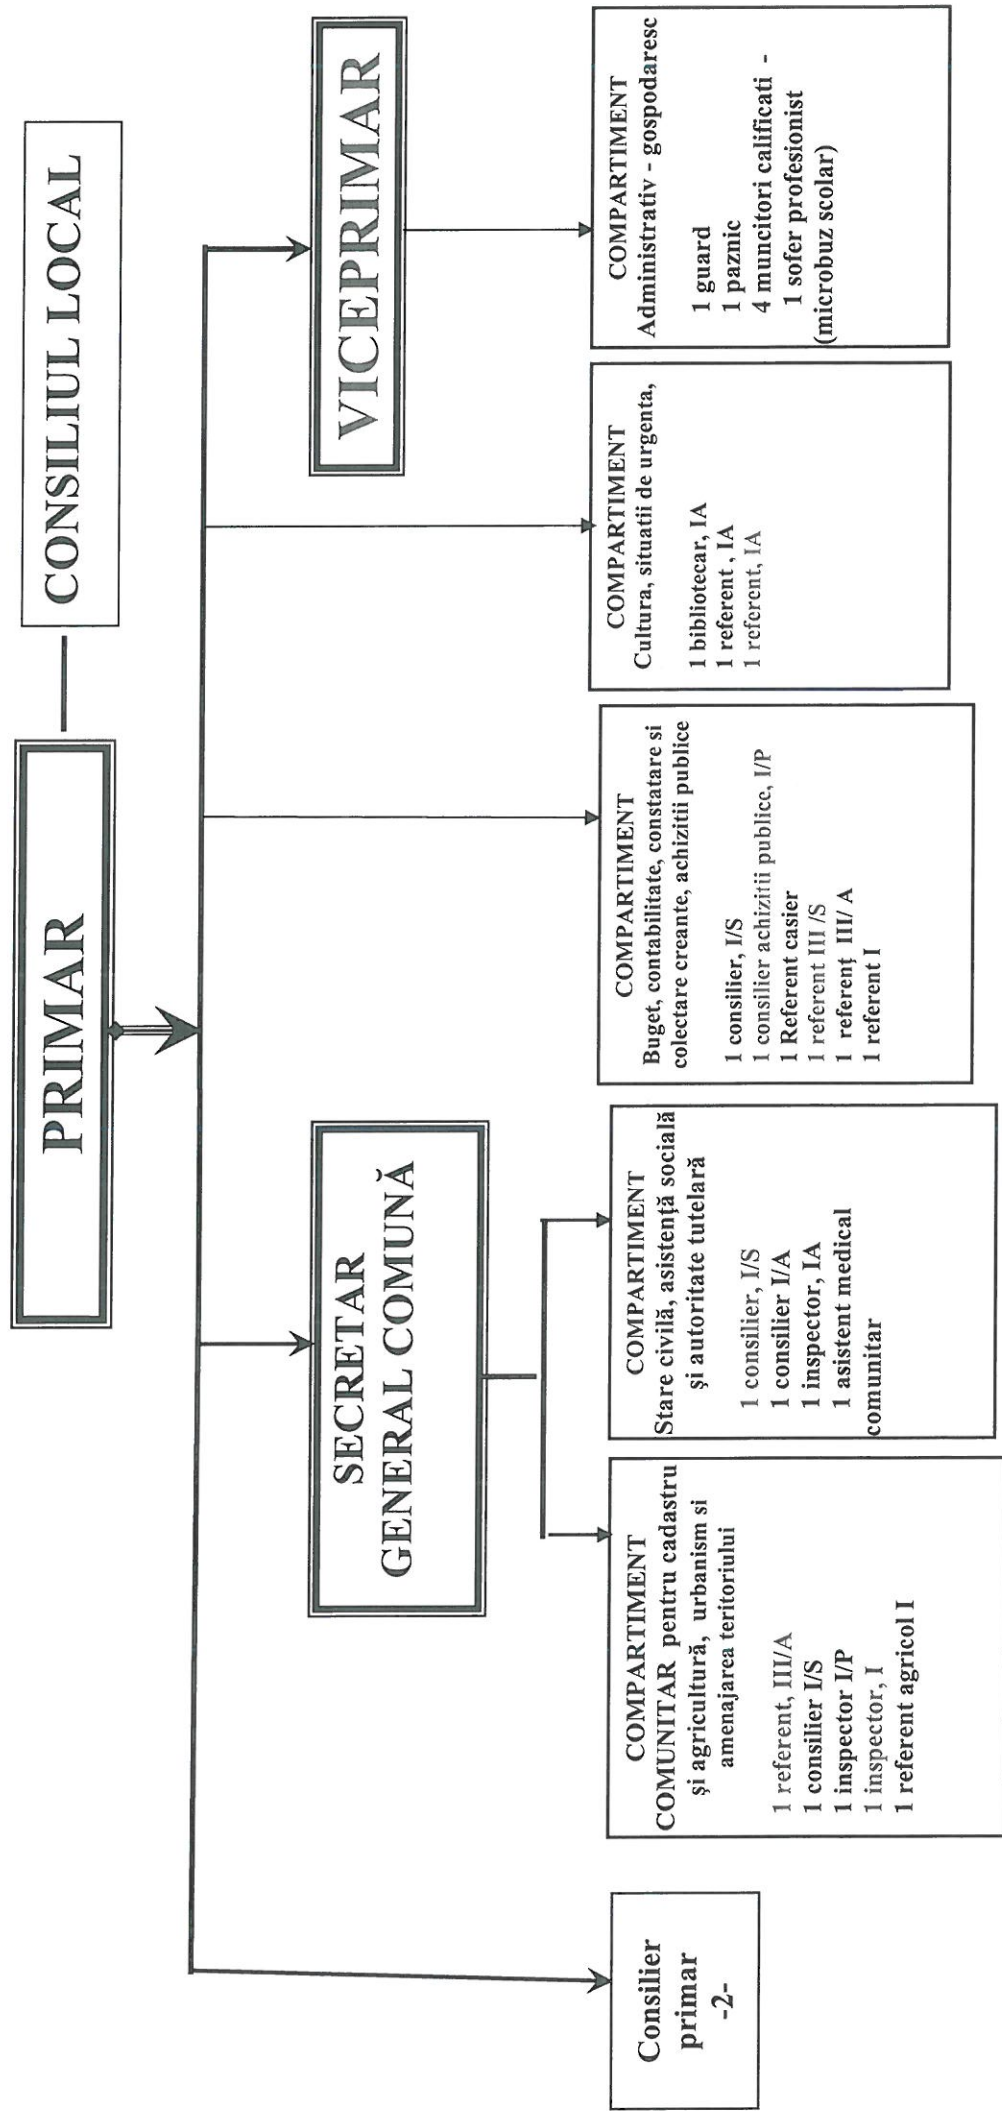 PRIMAR
CONSILIUL LOCAL
SECRETAR
GENERAL COMUNĂ
VICEPRIMAR
Consilier
primar
-2-
COMPARTIMENT
COMUNITAR pentru cadastru
și agricultură, urbanism si
amenajarea teritoriului
1 referent, III/A
1 consilier I/S
1 inspector I/P
1 inspector, I
1 referent agricol I
COMPARTIMENT
Stare civilă, asistență socială
și autoritate tutelară
1 consilier, I/S
1 consilier I/A
1 inspector, IA
1 asistent medical
comunitar
COMPARTIMENT
Buget, contabilitate, constatare si
colectare creante, achizitii publice
1 consilier, I/S
1 consilier achizitii publice, I/P
1 Referent casier
1 referent III /S
1 referenț III/ A
1 referent I
COMPARTIMENT
Cultura, situatii de urgenta,
1 bibliotecar, IA
1 referent , IA
1 referent, IA
COMPARTIMENT
Administrativ - gospodaresc
1 guard
1 paznic
4 muncitori calificati -
1 sofer profesionist
(microbuz scolar)